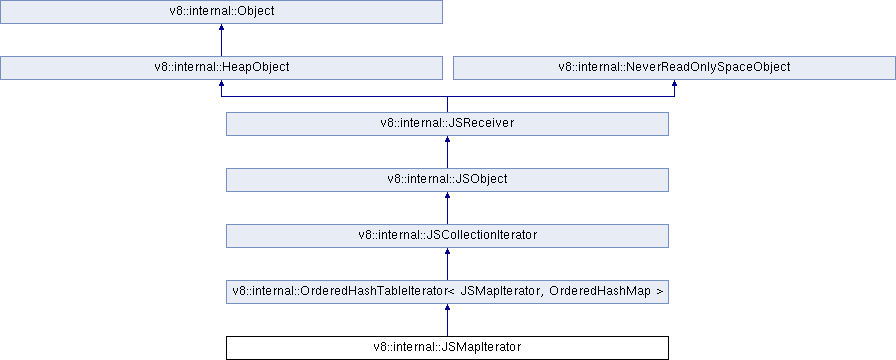 v8::internal::Object
v8::internal::HeapObject
v8::internal::NeverReadOnlySpaceObject
v8::internal::JSReceiver
v8::internal::JSObject
v8::internal::JSCollectionIterator
v8::internal::OrderedHashTableIterator< JSMapIterator, OrderedHashMap >
v8::internal::JSMapIterator